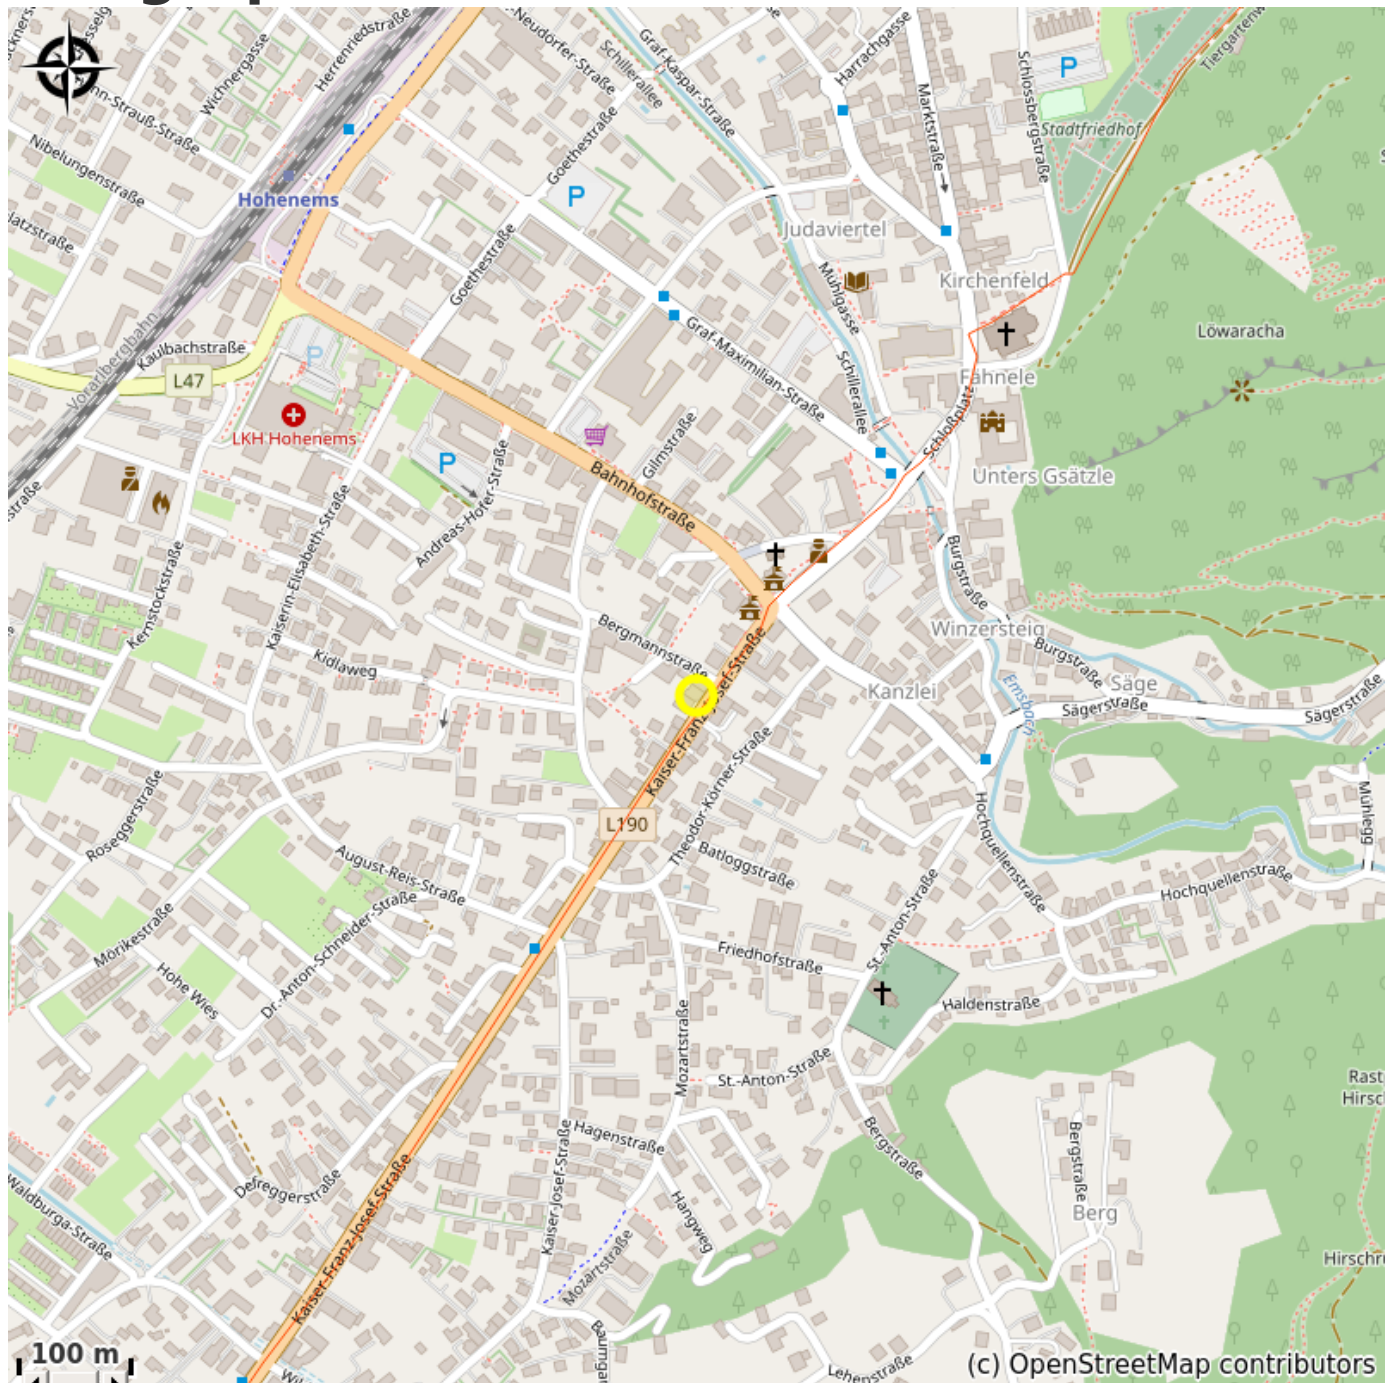 Herrenriedstraße
Wichnergasse
Nibelungenstraße
Hohenems
Neudorfer-Straße
Schillerallee
Graf-Kaspar-Straße
Goethestraße
Harrachgasse
Marktstraße
Schlossbergstraße
P
Stadtfriedhof
P
Judaviertel
Goethestraße
Mühlgasse
Kirchenfeld
Löwaracha
Vorarlbergbahn
Kaulbachstraße
L47
P
Graf-Maximilian-Straße
Schillerallee
Fahnele
Schloßplatz
LKH Hohenems
Gilmstraße
P
Bahnhofstraße
Unters Gsätzle
Andreas-Hofer-Straße
Kaiserin-Elisabeth-Straße
Kernstockstraße
Burgstraße
Bergmannstraße
Winzersteig
Burgstraße
Kidlaweg
Kanzlei
Säge
Emsbach
Sägerstraße
Sägerstraße
Kaiser-Franz-Josef-Straße
Theodor-Körner-Straße
L190
Roseggerstraße
Batloggstraße
Hochquellenstraße
Mühlegg
August-Reis-Straße
Hochquellenstraße
Dr.-Anton-Schneider-Straße
Mörikestraße
Friedhofstraße
St.-Anton-Straße
Hohe Wies
Haldenstraße
Mozartstraße
St.-Anton-Straße
Hagenstraße
Bergstraße
Bergstraße
Berg
Kaiser-Josef-Straße
Defreggerstraße
Hangweg
Waldburga-Straße
Kaiser-Franz-Josef-Straße
Mozartstraße
100 m
Lehenstraße
(c) OpenStreetMap contributors